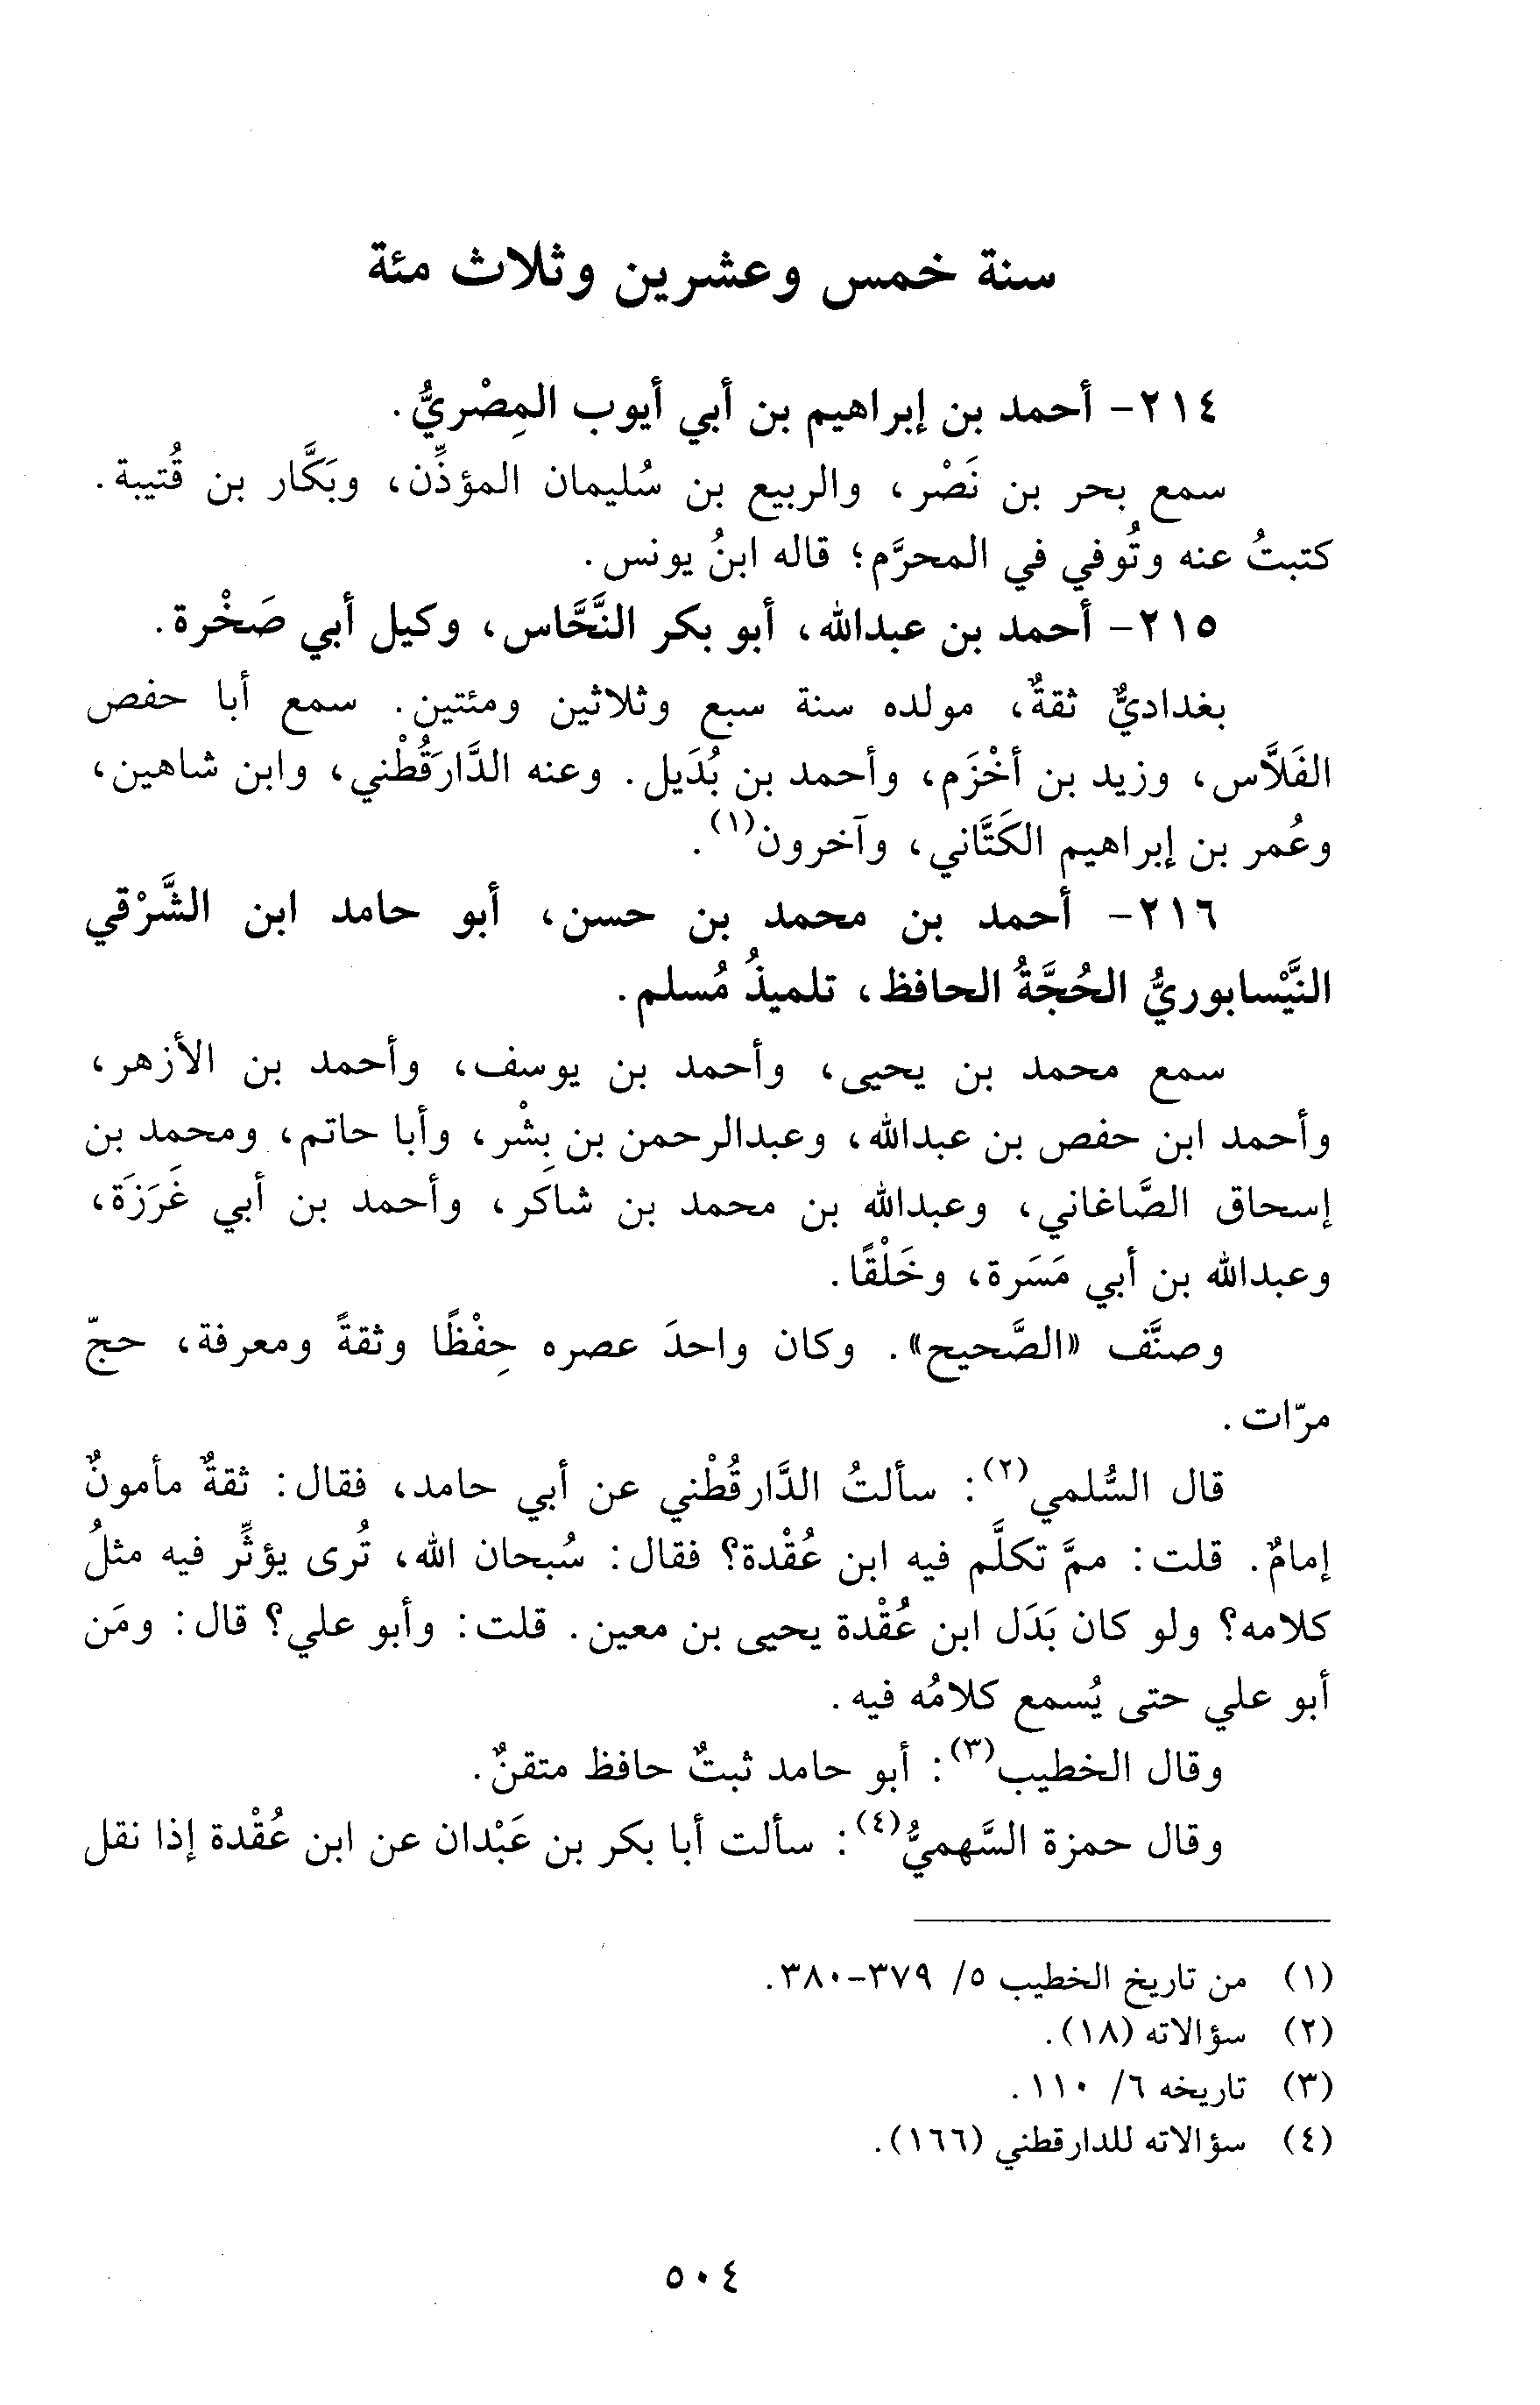 سنة خمس وعشرين وثلاث مئة
٢١٤- أحمد بن إبراهيم بن أبي أيوب المِصْريُّ.
سمع بحر بن نَصْر، والربيع بن سُليمان المؤذِّن، وبَكَّار بن قُتيبة.
كتبتُ عنه وتُوفي في المحرَّم؛ قاله ابنُ يونس.
٢١٥- أحمد بن عبدالله، أبو بكر النَّحَّاس، وكيل أبي صَخْرة.
بغداديٌّ ثقةٌ، مولده سنة سبع وثلاثين ومئتين. سمع أبا حفص
الفَلَّاس، وزيد بن أخْزَم، وأحمد بن بُدَيل. وعنه الدَّارَقُطْني، وابن شاهين،
وعُمر بن إبراهيم الكَتَّاني، وآخرون(١).
٢١٦- أحمد بن محمد بن حسن، أبو حامد ابن الشَّرْقي
النَّيْسابوريُّ الحُجَّةُ الحافظ، تلميذُ مُسلم.
سمع محمد بن يحيى، وأحمد بن يوسف، وأحمد بن الأزهر،
وأحمد ابن حفص بن عبدالله، وعبدالرحمن بن بِشْر، وأبا حاتم، ومحمد بن
إسحاق الصَّاغاني، وعبدالله بن محمد بن شاكر، وأحمد بن أبي غَرَزَة،
وعبدالله بن أبي مَسَرة، وخَلْقًا.
وصنَّف «الصَّحيح». وكان واحدَ عصره حِفْظًا وثقةً ومعرفة، حجّ
مرّات.
قال السُّلمي(٢): سألتُ الدَّارقُطْني عن أبي حامد، فقال: ثقةٌ مأمونٌ
إمامٌ. قلت: ممَّ تكلَّم فيه ابن عُقْدة؟ فقال: سُبحان الله، تُرى يؤثِّر فيه مثلُ
كلامه؟ ولو كان بَدَل ابن عُقْدة يحيى بن معين. قلت: وأبو علي؟ قال: ومَن
أبو علي حتى يُسمع كلامُه فيه.
وقال الخطيب(٣): أبو حامد ثبتٌ حافظ متقنٌ.
وقال حمزة السَّهميُّ(٤): سألت أبا بكر بن عَبْدان عن ابن عُقْدة إذا نقل
(١) من تاريخ الخطيب ٥/ ٣٧٩-٣٨٠.
(٢) سؤالاته (١٨).
(٣) تاريخه ٦/ ١١٠.
(٤) سؤالاته للدارقطني (١٦٦).
٥٠٤